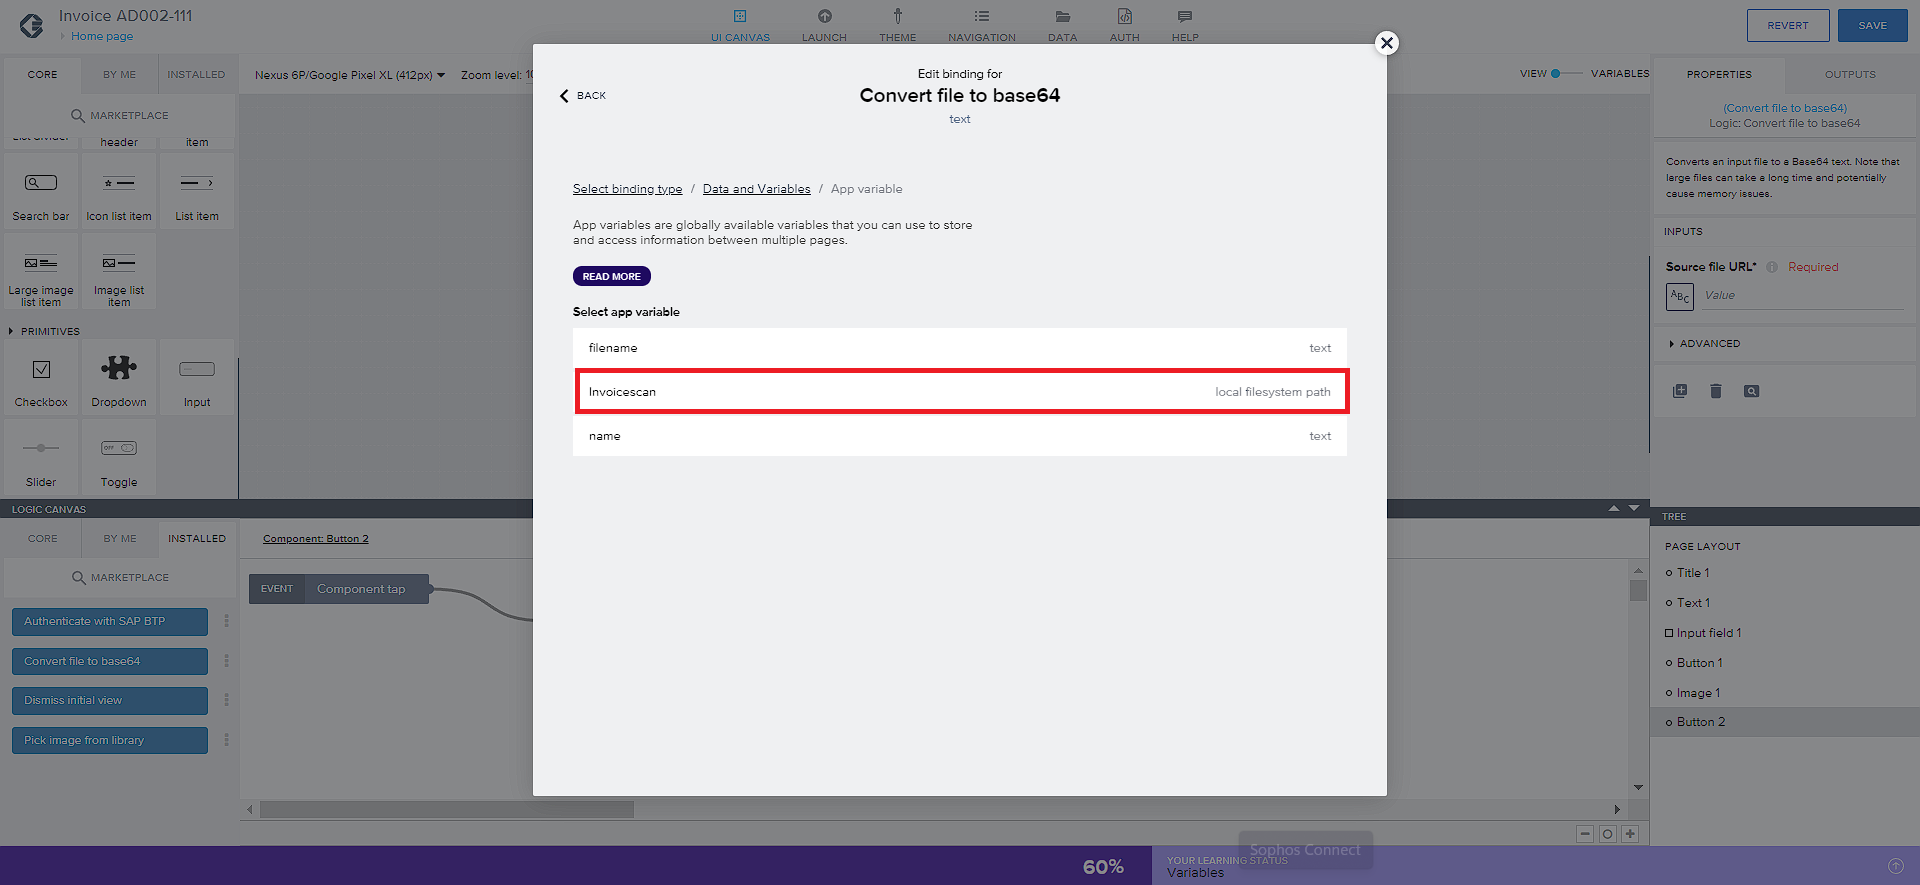 Invoice AD002-111
Home page
UI CANVAS
LAUNCH
THEME
NAVIGATION
DATA
AUTH
HELP
REVERT
SAVE
CORE
BY ME
INSTALLED
Nexus 6P/Google Pixel XL (412px)
Zoom level:
VIEW
VARIABLES
PROPERTIES
OUTPUTS
MARKETPLACE
header
item
Search bar
Icon list item
List item
Large image list item
Image list item
PRIMITIVES
Checkbox
Dropdown
Input
OFF
Slider
Toggle
Edit binding for
BACK
Convert file to base64
text
Select binding type / Data and Variables / App variable
App variables are globally available variables that you can use to store
and access information between multiple pages.
READ MORE
Select app variable
filename
text
Invoicescan
local filesystem path
name
text
(Convert file to base64)
Logic: Convert file to base64
Converts an input file to a Base64 text. Note that
large files can take a long time and potentially
cause memory issues.
INPUTS
Source file URL*
Required
ABC
Value
ADVANCED
LOGIC CANVAS
CORE
BY ME
INSTALLED
MARKETPLACE
Authenticate with SAP BTP
Convert file to base64
Dismiss initial view
Pick image from library
Component: Button 2
EVENT
Component tap
TREE
PAGE LAYOUT
Title 1
Text 1
Input field 1
Button 1
Image 1
Button 2
60%
Sophos Connect
YOUR LEARNING STATUS
Variables